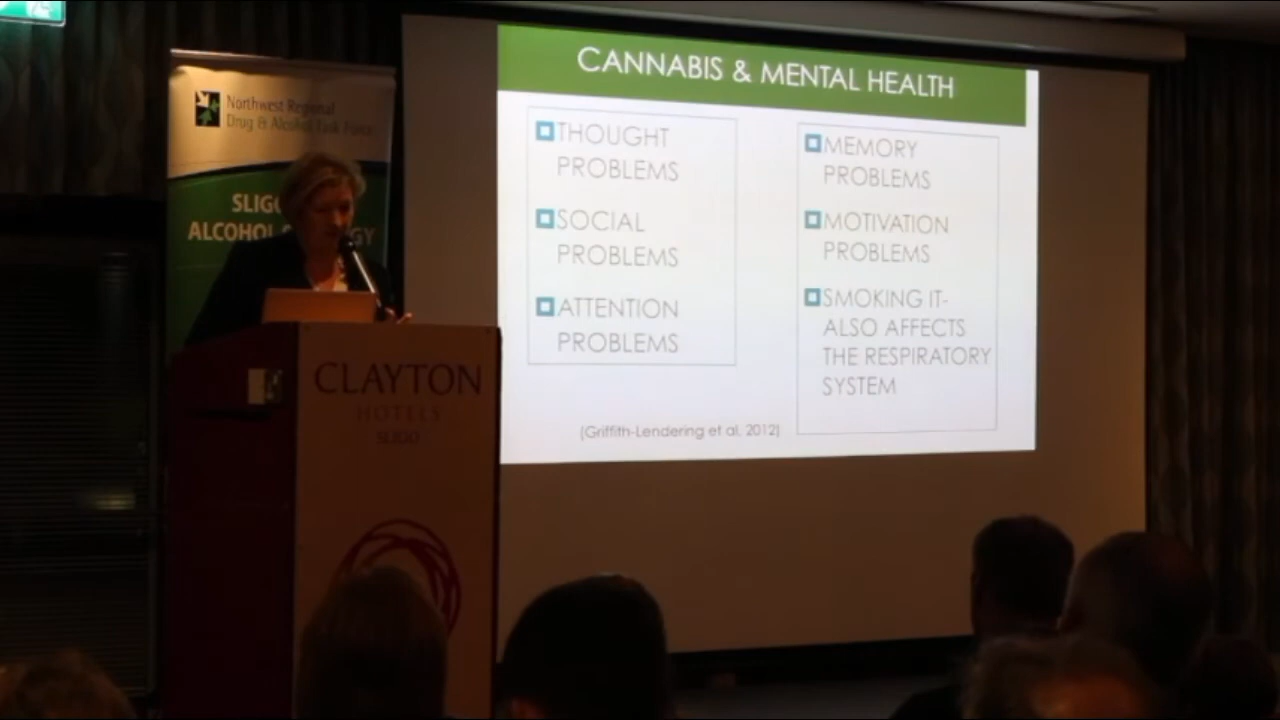 Northwest Regional
Drug & Alcohol Task Force
SLIGO
ALCOHOL
GY
CLAYTON
HOTELS
SLIGO
CANNABIS & MENTAL HEALTH
THOUGHT
PROBLEMS
SOCIAL
PROBLEMS
ATTENTION
PROBLEMS
MEMORY
PROBLEMS
MOTIVATION
PROBLEMS
SMOKING IT-
ALSO AFFECTS
THE RESPIRATORY
SYSTEM
(Griffith-Lendering et al, 2012)